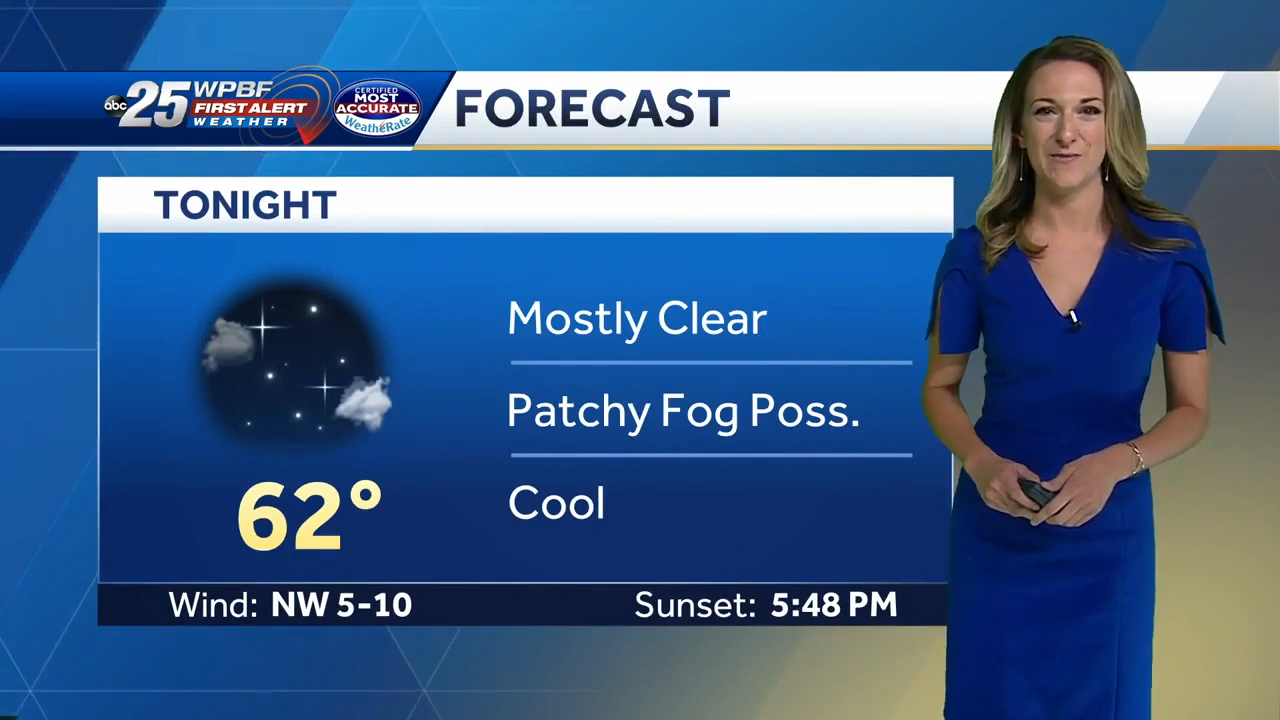 abc 25 WPBF
FIRST ALERT
WEATHER
CERTIFIED
MOST
ACCURATE
WeatheRate
FORECAST
TONIGHT
Mostly Clear
Patchy Fog Poss.
Cool
62°
Wind: NW 5-10
Sunset: 5:48 PM